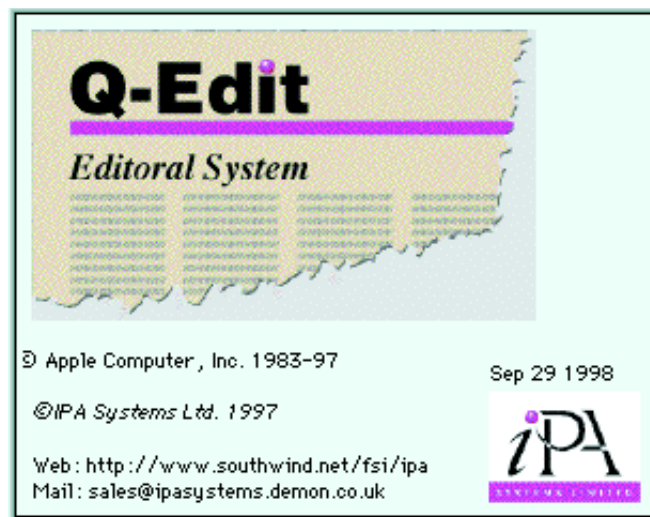 Q-Edit
Editoral System
© Apple Computer, Inc. 1983-97
Sep 29 1998
©IPA Systems Ltd. 1997
iPA
SYSTEMS LIMITED
Web: http://www.southwind.net/fsi/ipa
Mail: sales@ipasystems.demon.co.uk